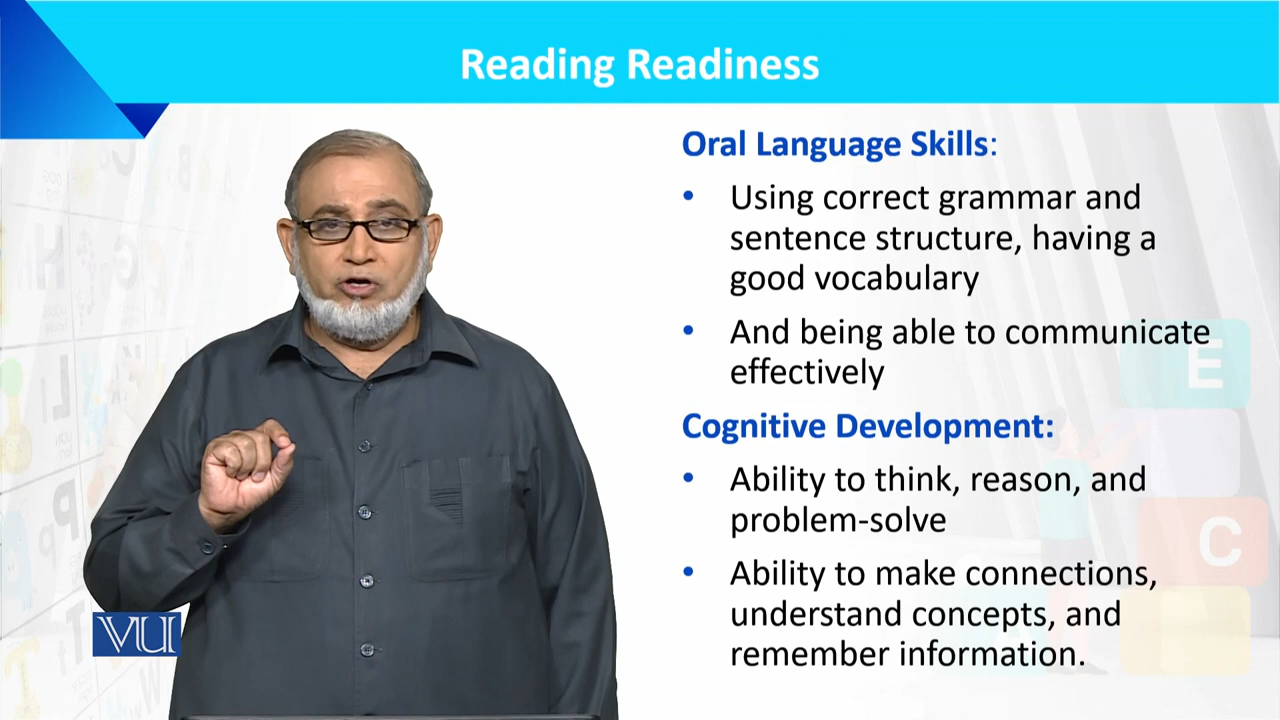 Reading Readiness
Oral Language Skills:
• Using correct grammar and
sentence structure, having a
good vocabulary
• And being able to communicate
effectively
Cognitive Development:
• Ability to think, reason, and
problem-solve
• Ability to make connections,
understand concepts, and
remember information.
VU
E
C